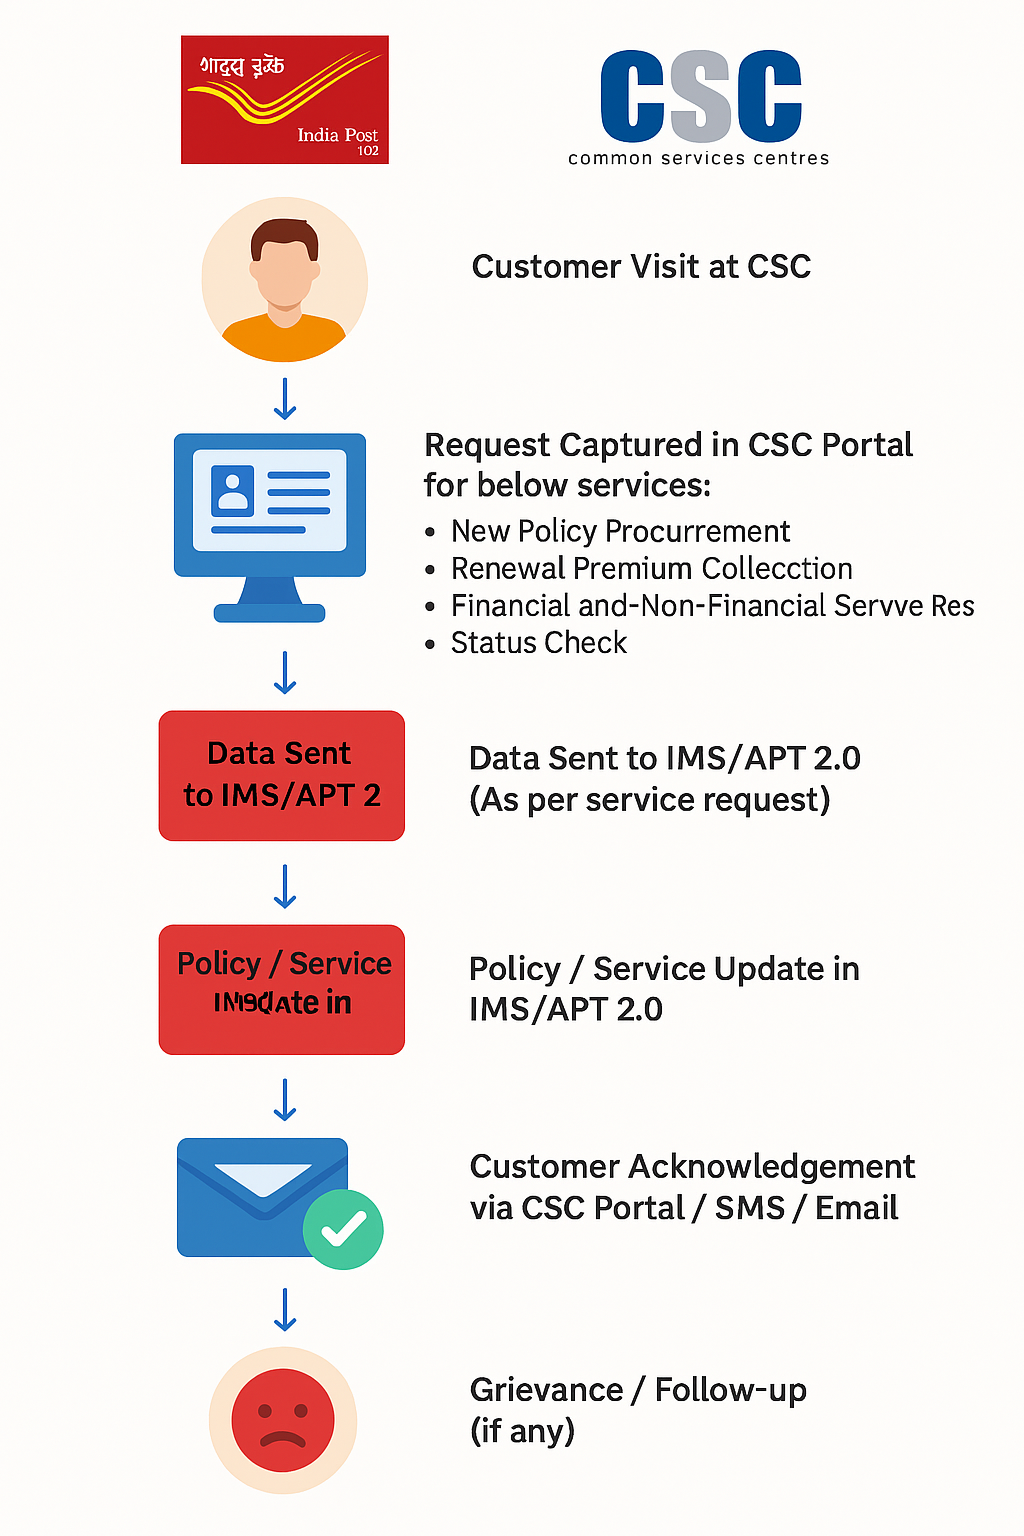 India Post
102
CSC
common services centres
Customer Visit at CSC
Request Captured in CSC Portal
for below services:
• New Policy Procurrement
• Renewal Premium Collecction
• Financial and-Non-Financial Servve Res
• Status Check
Data Sent
to IMS/APT 2
Data Sent to IMS/APT 2.0
(As per service request)
Policy / Service
in
Policy / Service Update in
IMS/APT 2.0
Customer Acknowledgement
via CSC Portal / SMS / Email
Grievance / Follow-up
(if any)